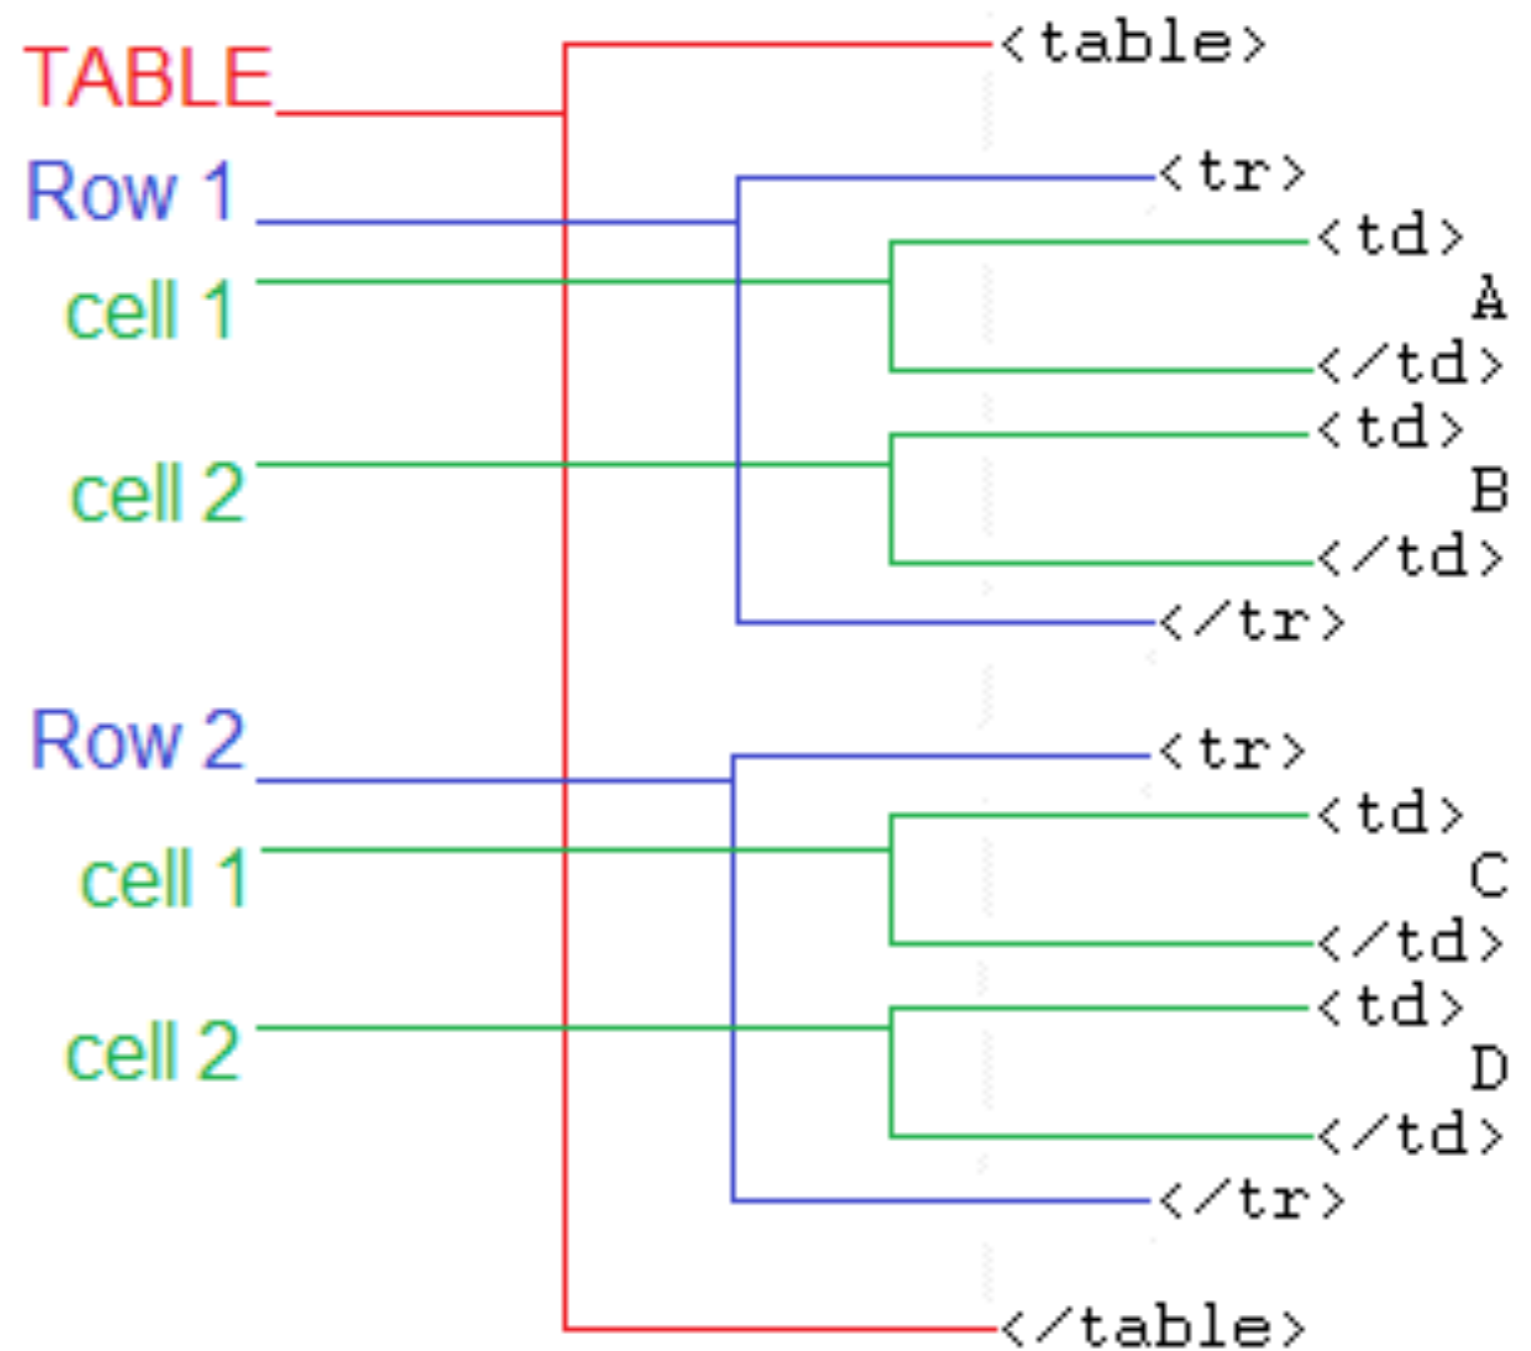 TABLE
<table>
Row 1
<tr>
cell 1
<td>
A
</td>
cell 2
<td>
B
</td>
</tr>
Row 2
<tr>
cell 1
<td>
C
</td>
cell 2
<td>
D
</td>
</tr>
</table>